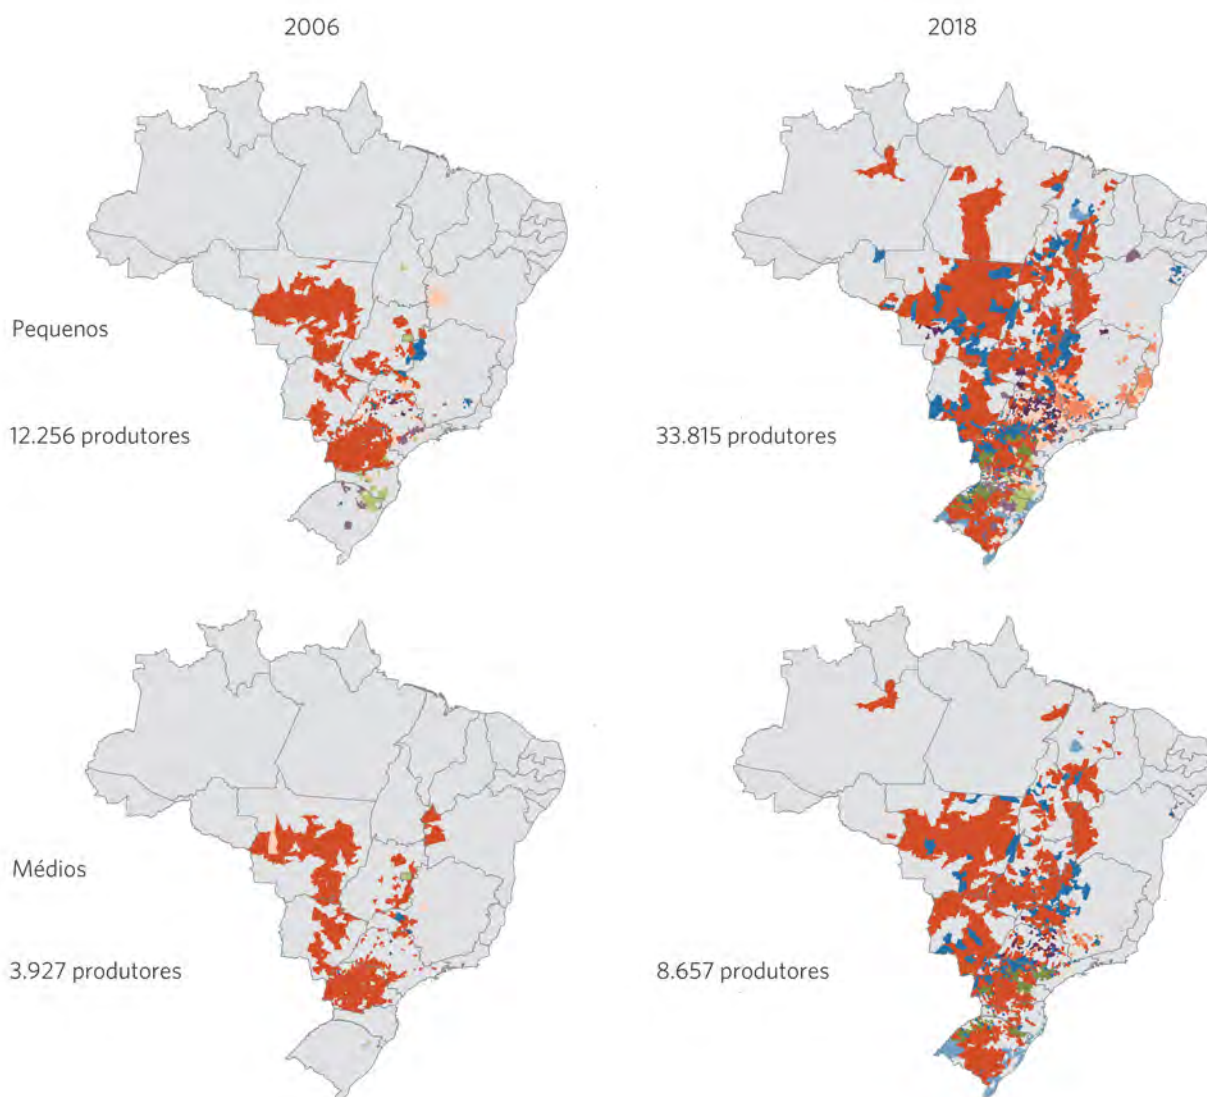 2006
2018
Pequenos
12.256 produtores
33.815 produtores
Médios
3.927 produtores
8.657 produtores